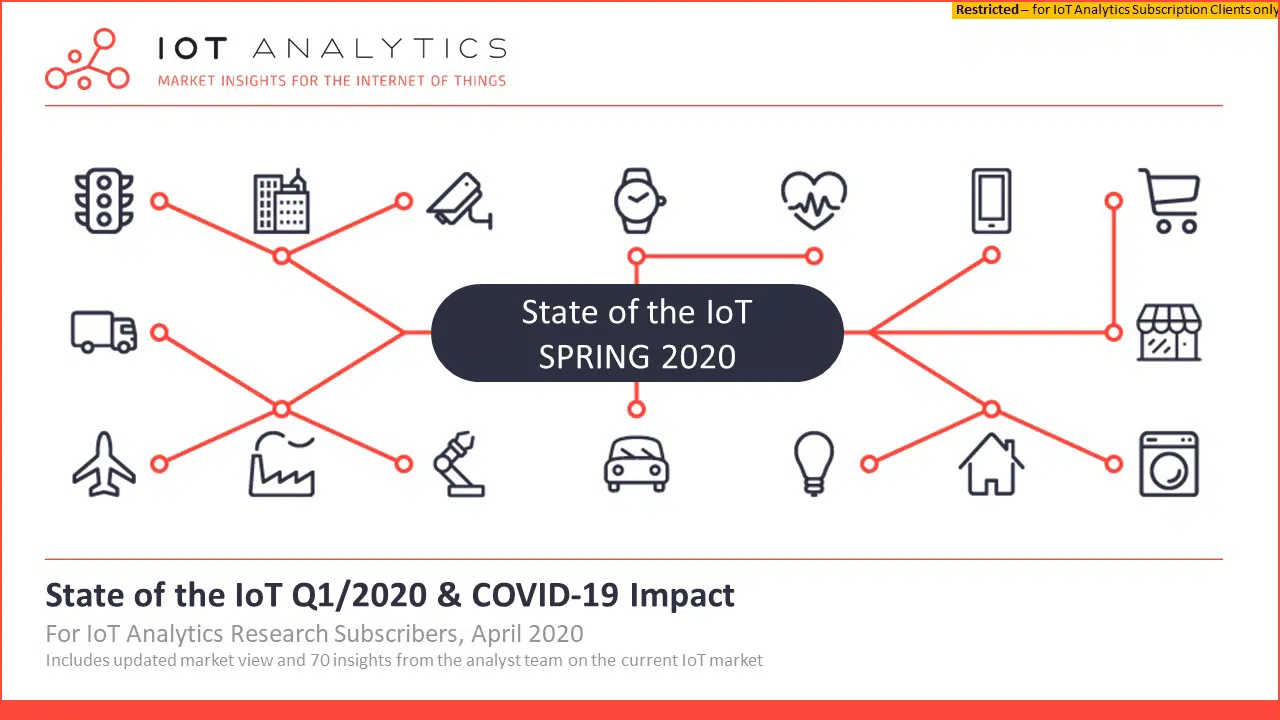 Restricted – for IoT Analytics Subscription Clients only
IOT ANALYTICS
MARKET INSIGHTS FOR THE INTERNET OF THINGS
State of the IoT
SPRING 2020
State of the IoT Q1/2020 & COVID-19 Impact
For IoT Analytics Research Subscribers, April 2020
Includes updated market view and 70 insights from the analyst team on the current IoT market